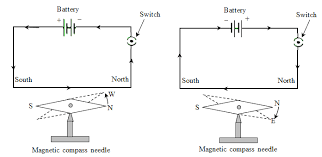 Battery
+ −
Switch
South
North
W
S
N
Magnetic compass needle
Battery
− +
Switch
South
North
S
N
E
Magnetic compass needle